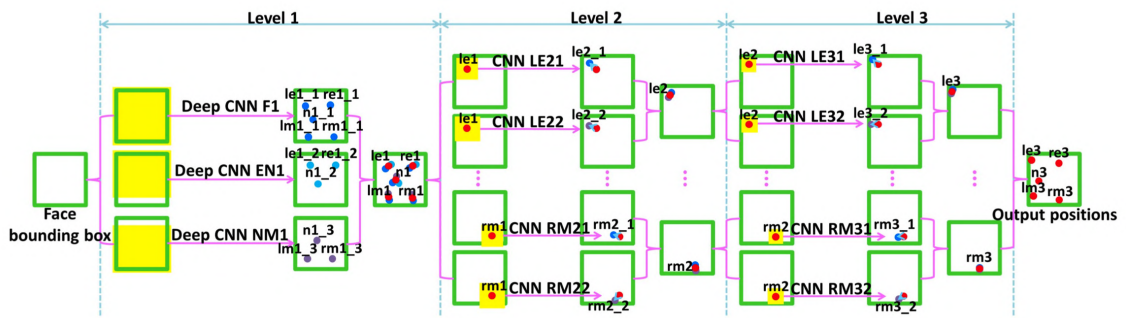 Level 1
Level 2
Level 3
Face
bounding box
Deep CNN F1
le1_1 re1_1
n1_1
lm1_1 rm1_1
Deep CNN EN1
le1_2 re1_2
n1_2
Deep CNN NM1
n1_3
lm1_3 rm1_3
le1 re1
n1
lm1 rm1
le1
CNN LE21
le2_1
le1
CNN LE22
le2_2
le2
rm1
CNN RM21
rm2_1
rm1
CNN RM22
rm2_2
rm2
le2
CNN LE31
le3_1
le2
CNN LE32
le3_2
le3
rm2
CNN RM31
rm3_1
rm2
CNN RM32
rm3_2
rm3
le3 re3
n3
lm3 rm3
Output positions